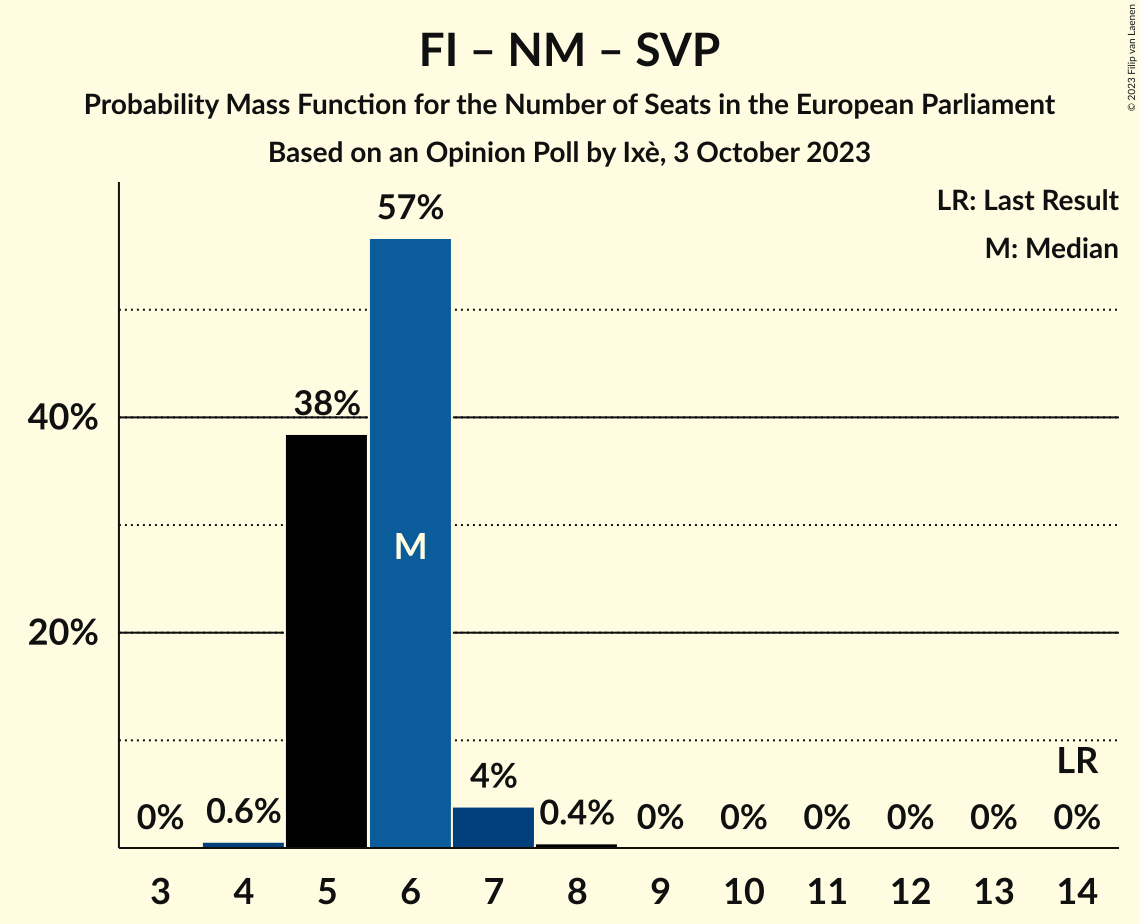 FI – NM – SVP
Probability Mass Function for the Number of Seats in the European Parliament
Based on an Opinion Poll by Ixè, 3 October 2023
© 2023 Filip van Laenen
LR: Last Result
M: Median
57%
38%
40%
M
20%
LR
0%
0.6%
4%
0.4%
0%
0%
0%
0%
0%
0%
3 4 5 6 7 8 9 10 11 12 13 14